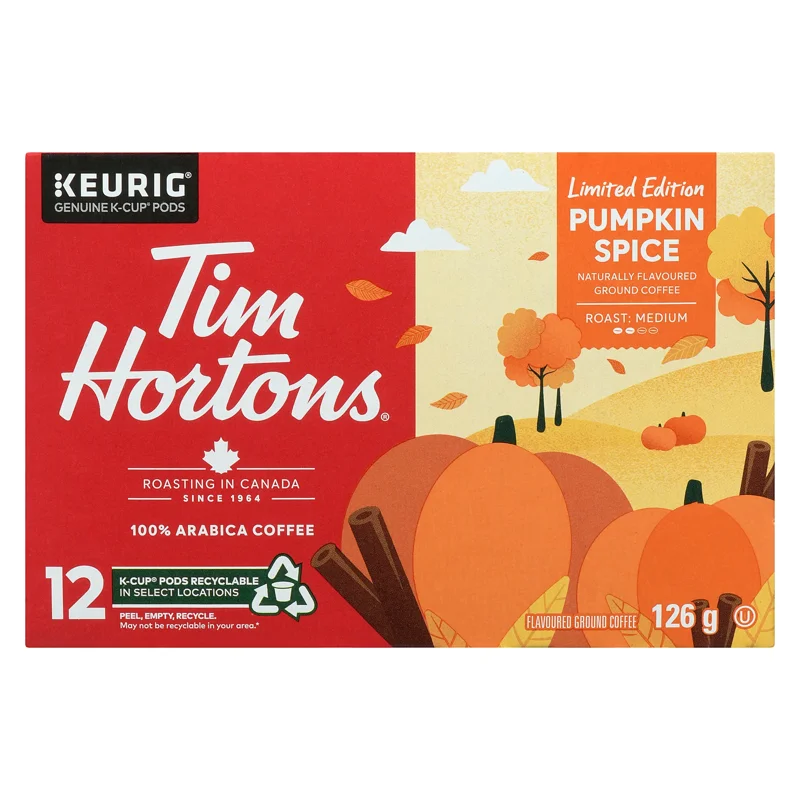 KEURIG®
GENUINE K-CUP® PODS
Tim
Hortons®
ROASTING IN CANADA
SINCE 1964
100% ARABICA COFFEE
12
K-CUP® PODS RECYCLABLE
IN SELECT LOCATIONS
PEEL, EMPTY, RECYCLE.
May not be recyclable in your area.*
Limited Edition
PUMPKIN
SPICE
NATURALLY FLAVOURED
GROUND COFFEE
ROAST: MEDIUM
FLAVOURED GROUND COFFEE
126 g
U